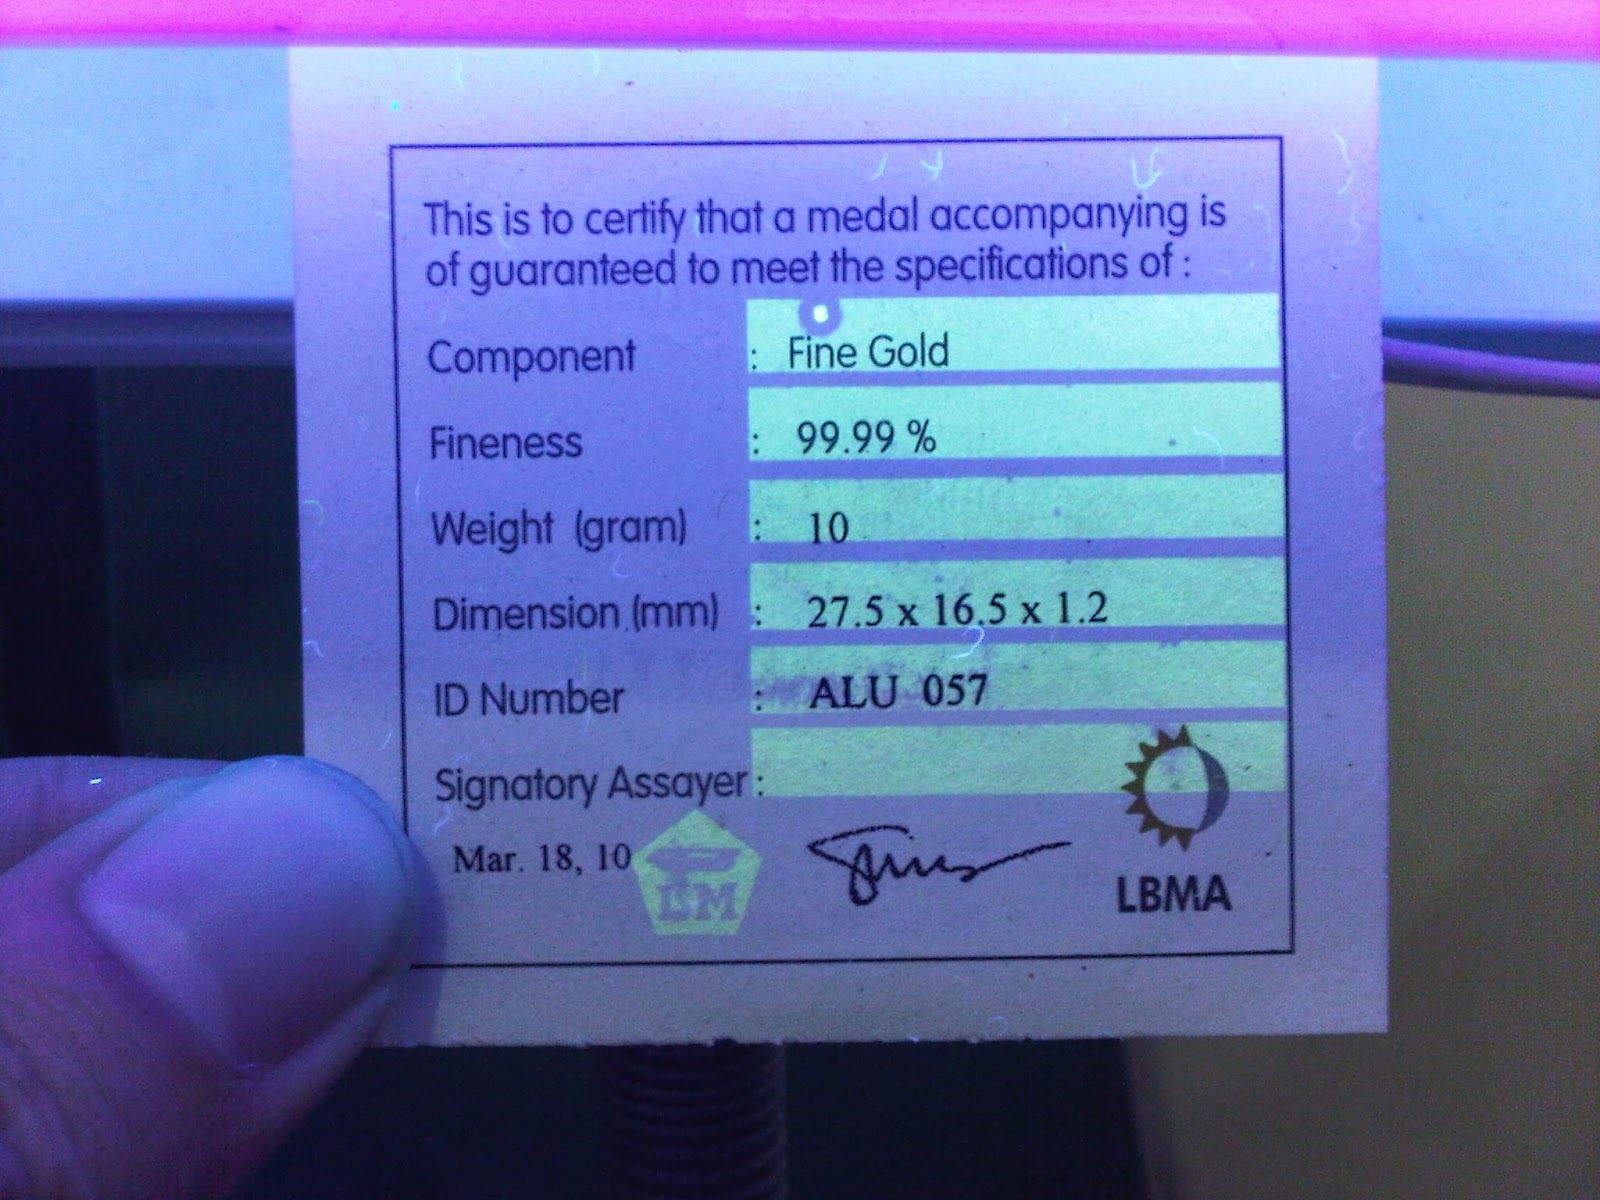 This is to certify that a medal accompanying is
of guaranteed to meet the specifications of :
Component : Fine Gold
Fineness : 99.99 %
Weight (gram) : 10
Dimension (mm) : 27.5 x 16.5 x 1.2
ID Number : ALU 057
Signatory Assayer :
Mar. 18, 10
LM
LBMA